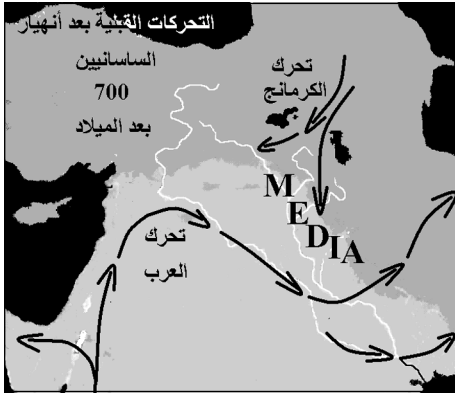 التحركات القبلية بعد أنهيار
الساسانيين
700
بعد الميلاد
تحرك
الكرمانج
MEDIA
تحرك
العرب